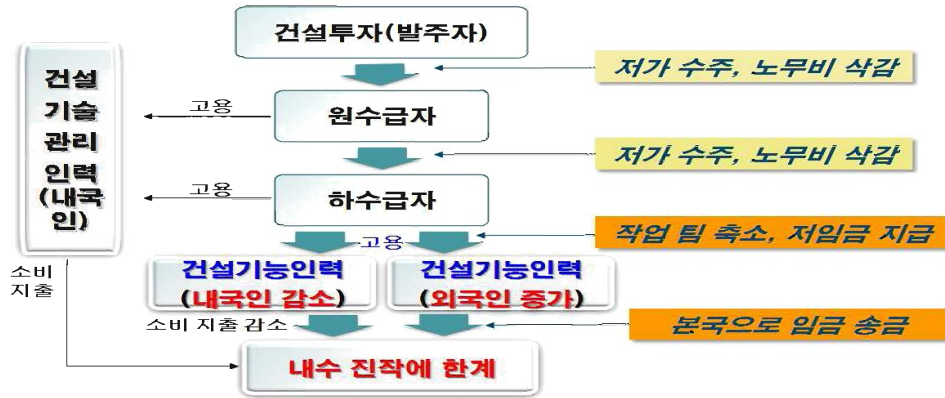 건설투자(발주자)
저가 수주, 노무비 삭감
건설
기술
관리
인력
(내국
인)
고용
원수급자
저가 수주, 노무비 삭감
고용
하수급자
고용
작업 팀 축소, 저임금 지급
소비
지출
건설기능인력
(내국인 감소)
건설기능인력
(외국인 증가)
소비 지출 감소
본국으로 임금 송금
내수 진작에 한계